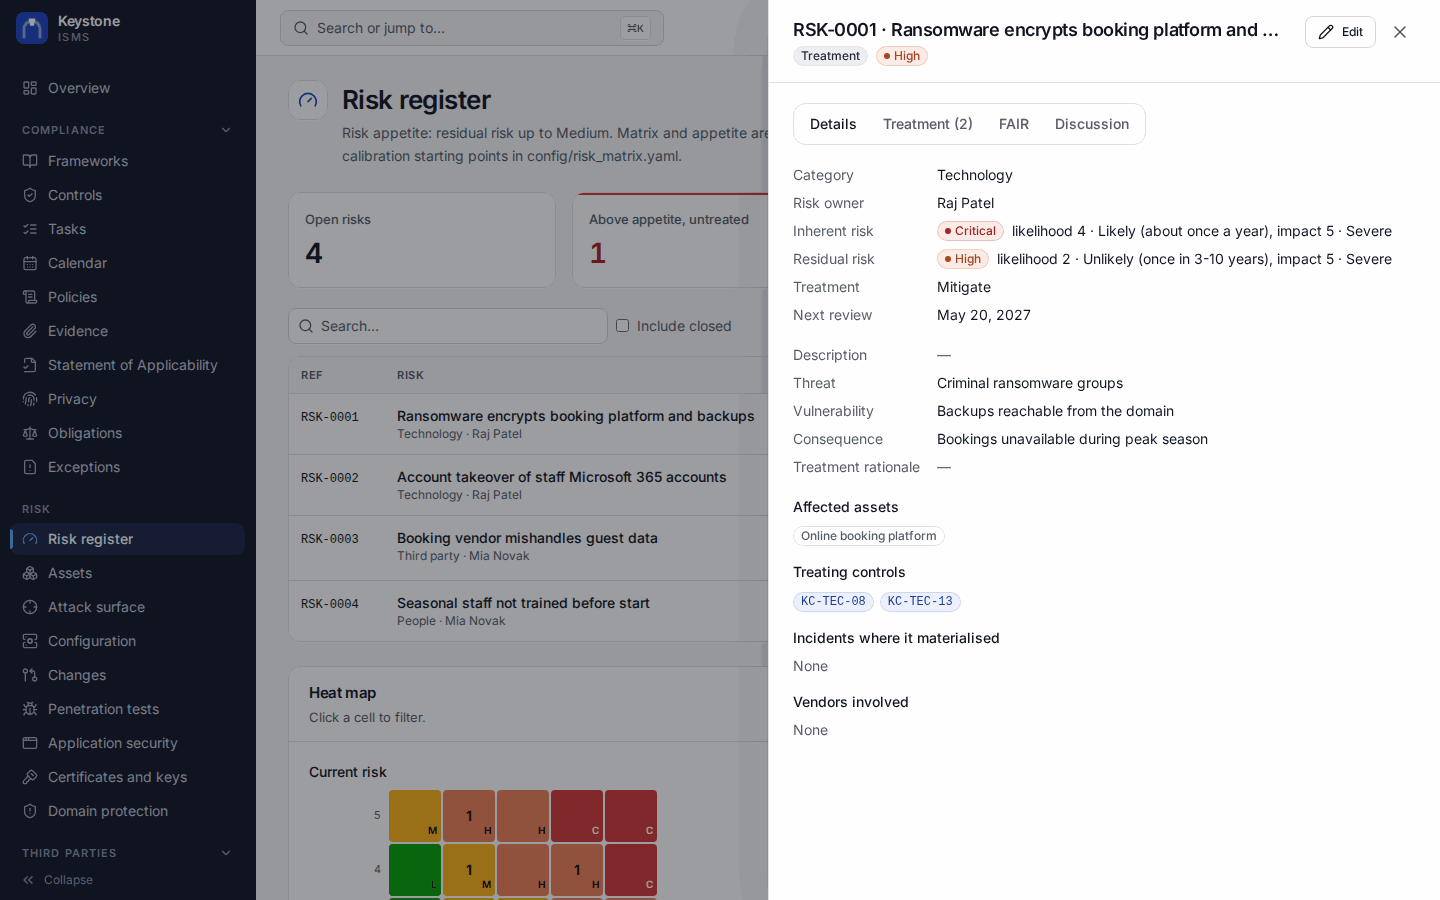 Keystone
ISMS
Overview
COMPLIANCE
Frameworks
Controls
Tasks
Calendar
Policies
Evidence
Statement of Applicability
Privacy
Obligations
Exceptions
RISK
Risk register
Assets
Attack surface
Configuration
Changes
Penetration tests
Application security
Certificates and keys
Domain protection
THIRD PARTIES
Collapse
Search or jump to...
⌘K
Risk register
Risk appetite: residual risk up to Medium. Matrix and appetite are
calibration starting points in config/risk_matrix.yaml.
Open risks
4
Above appetite, untreated
1
Search...
Include closed
REF RISK
RSK-0001 Ransomware encrypts booking platform and backups
Technology · Raj Patel
RSK-0002 Account takeover of staff Microsoft 365 accounts
Technology · Raj Patel
RSK-0003 Booking vendor mishandles guest data
Third party · Mia Novak
RSK-0004 Seasonal staff not trained before start
People · Mia Novak
Heat map
Click a cell to filter.
Current risk
5 M 1 H H C C
4 L 1 M H 1 H C
RSK-0001 · Ransomware encrypts booking platform and ...
Edit
Treatment High
Details Treatment (2) FAIR Discussion
Category Technology
Risk owner Raj Patel
Inherent risk Critical likelihood 4 · Likely (about once a year), impact 5 · Severe
Residual risk High likelihood 2 · Unlikely (once in 3-10 years), impact 5 · Severe
Treatment Mitigate
Next review May 20, 2027
Description —
Threat Criminal ransomware groups
Vulnerability Backups reachable from the domain
Consequence Bookings unavailable during peak season
Treatment rationale —
Affected assets
Online booking platform
Treating controls
KC-TEC-08 KC-TEC-13
Incidents where it materialised
None
Vendors involved
None